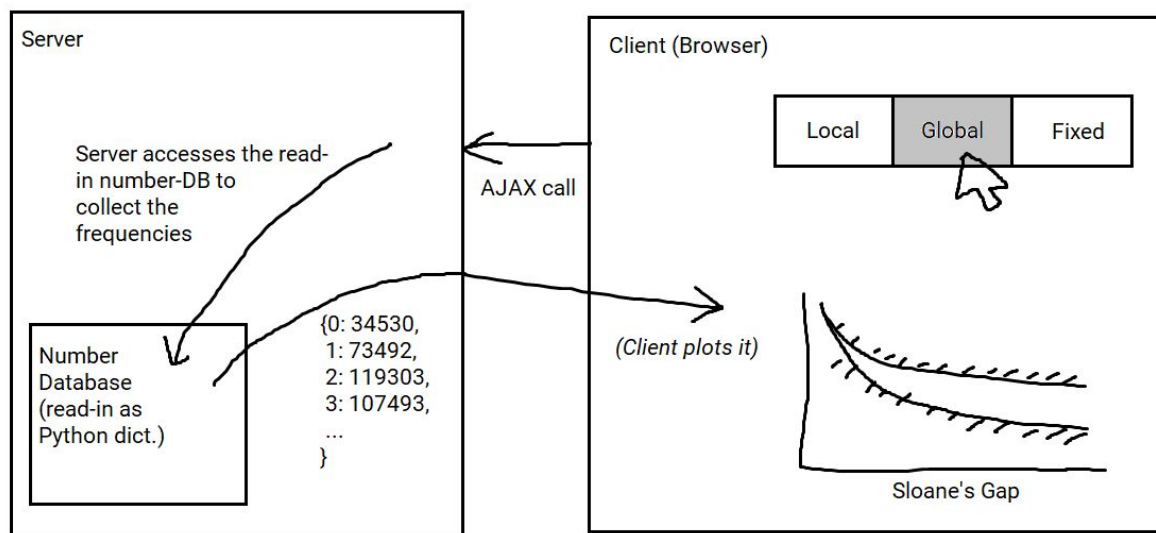 Server
Server accesses the read-
in number-DB to
collect the
frequencies
Number
Database
(read-in as
Python dict.)
{0: 34530,
1: 73492,
2: 119303,
3: 107493,
...
}
AJAX call
Client (Browser)
Local Global Fixed
(Client plots it)
Sloane's Gap